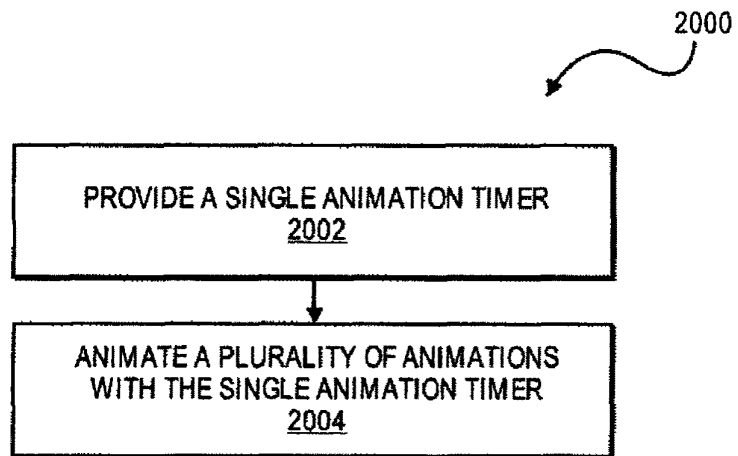 2000
PROVIDE A SINGLE ANIMATION TIMER
2002
ANIMATE A PLURALITY OF ANIMATIONS
WITH THE SINGLE ANIMATION TIMER
2004